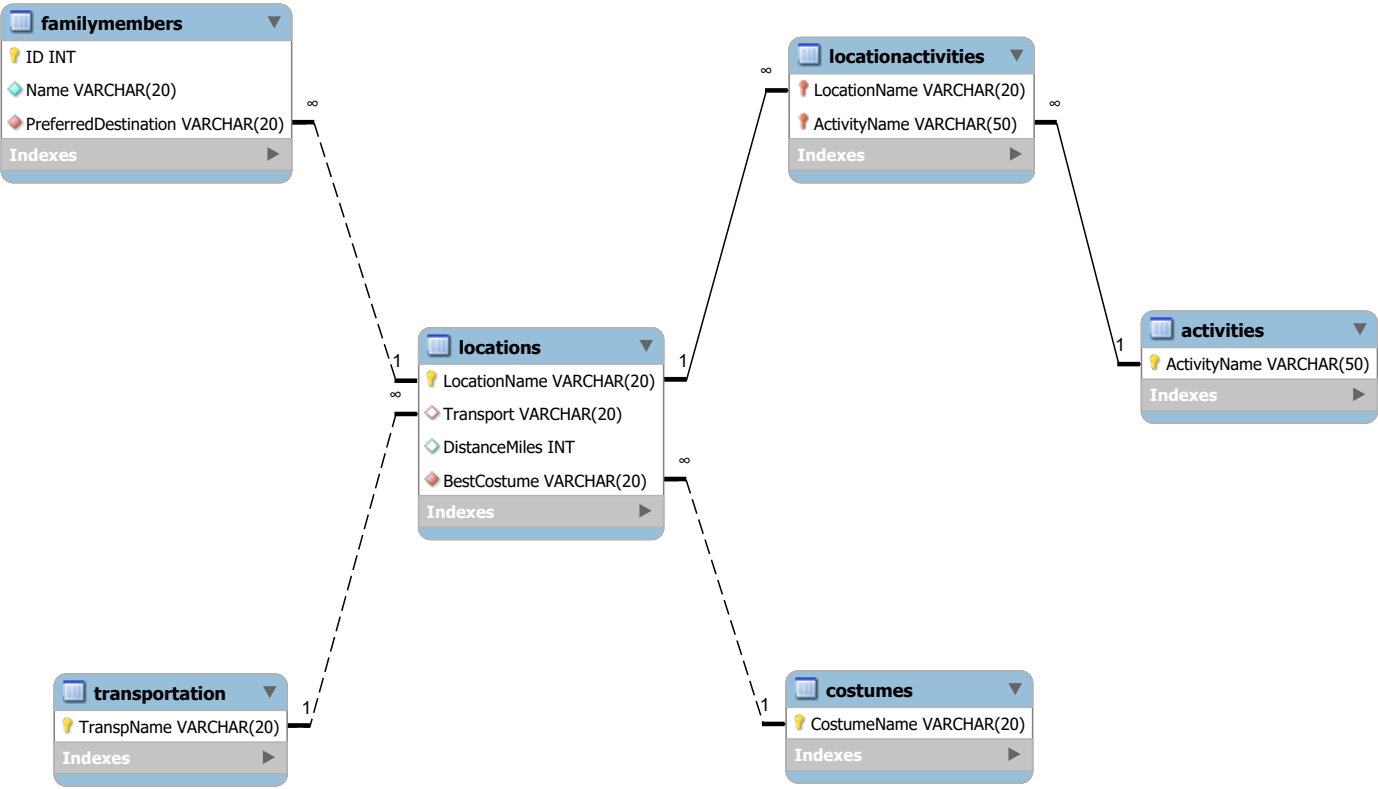 familymembers
ID INT
Name VARCHAR(20)
PreferredDestination VARCHAR(20)
Indexes
∞
1
locationactivities
LocationName VARCHAR(20)
ActivityName VARCHAR(50)
Indexes
∞
∞
1
1
activities
ActivityName VARCHAR(50)
Indexes
locations
LocationName VARCHAR(20)
Transport VARCHAR(20)
DistanceMiles INT
BestCostume VARCHAR(20)
Indexes
∞
∞
1
1
transportation
TranspName VARCHAR(20)
Indexes
costumes
CostumeName VARCHAR(20)
Indexes